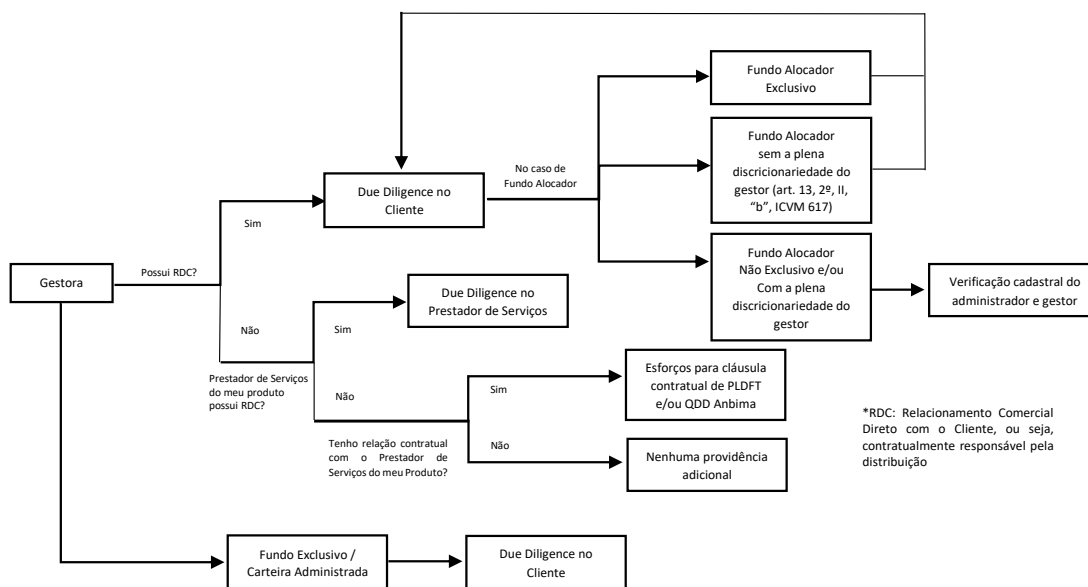 Fundo Alocador
Exclusivo
No caso de
Fundo Alocador
Fundo Alocador
sem a plena
discricionariedade do
gestor (art. 13, 2º, II,
“b”, ICVM 617)
Due Diligence no
Cliente
Sim
Possui RDC?
Gestora
Fundo Alocador
Não Exclusivo e/ou
Com a plena
discricionariedade do
gestor
Verificação cadastral do
administrador e gestor
Due Diligence no
Prestador de Serviços
Não
Sim
Prestador de Serviços
do meu produto
possui RDC?
Não
Sim
Esforços para cláusula
contratual de PLDFT
e/ou QDD Anbima
Tenho relação contratual
com o Prestador de
Serviços do meu Produto?
Não
Nenhuma providência
adicional
*RDC: Relacionamento Comercial
Direto com o Cliente, ou seja,
contratualmente responsável pela
distribuição
Fundo Exclusivo /
Carteira Administrada
Due Diligence no
Cliente